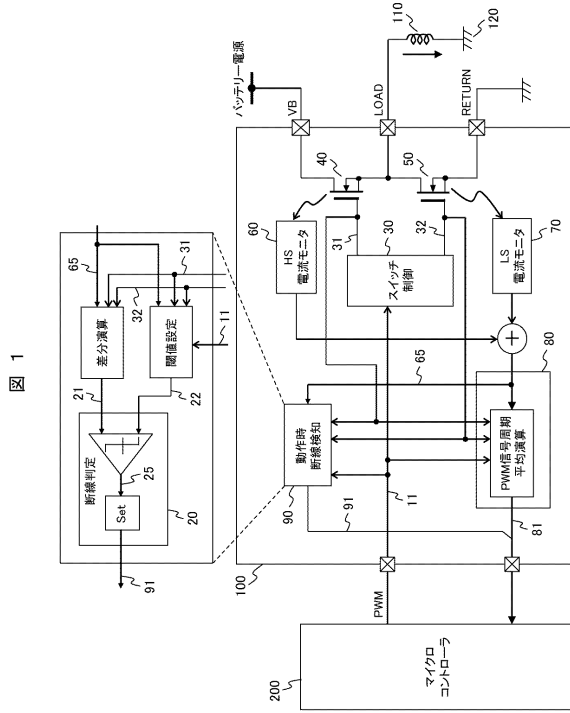 図 1
65
31
32
差分演算
閾値設定
11
21
22
断線判定
25
Set
20
91
バッテリー電源
VB
LOAD
RETURN
110
120
40
50
60
HS
電流モニタ
31
30
32
スイッチ
制御
LS
電流モニタ
70
65
80
動作時
断線検知
90
91
11
PWM信号周期
平均演算
81
100
PWM
200
マイクロ
コントローラ